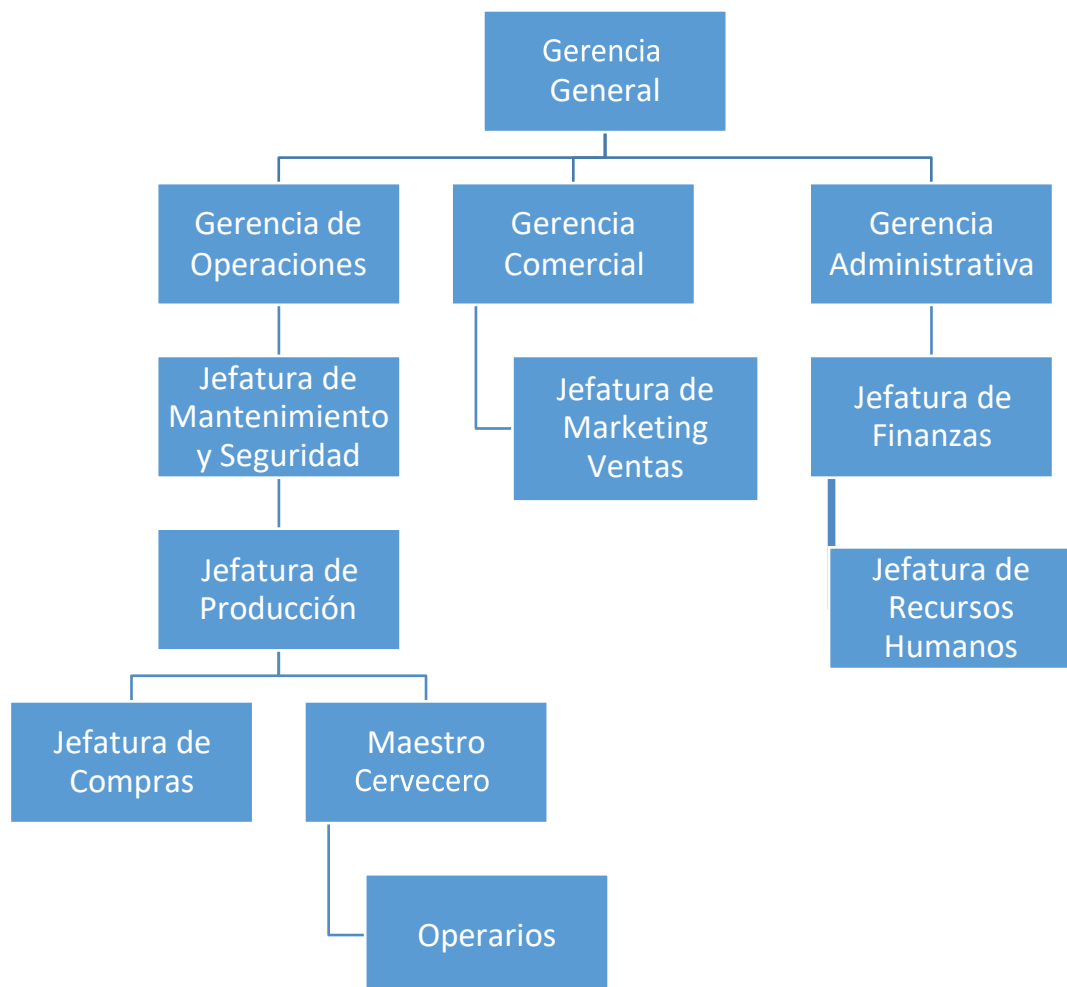 Gerencia
General
Gerencia de
Operaciones
Gerencia
Comercial
Gerencia
Administrativa
Jefatura de
Mantenimiento
y Seguridad
Jefatura de
Marketing
Ventas
Jefatura de
Finanzas
Jefatura de
Producción
Jefatura de
Recursos
Humanos
Jefatura de
Compras
Maestro
Cervecero
Operarios